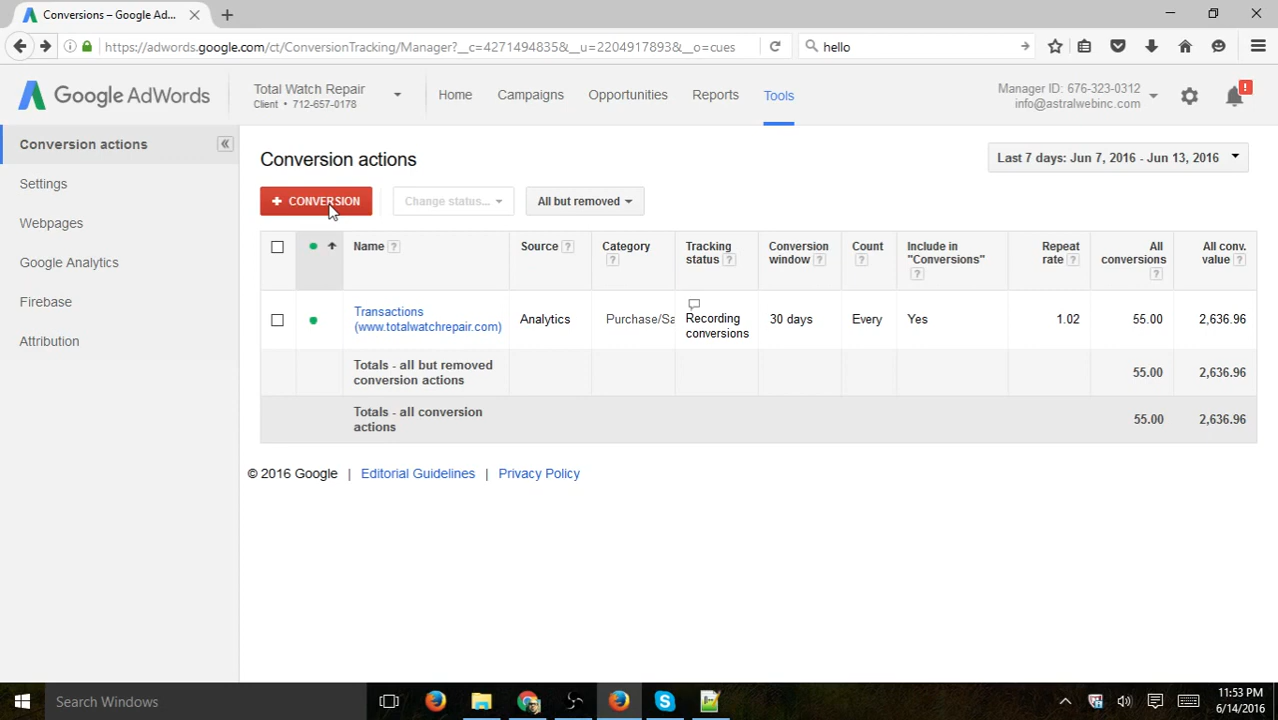 Conversions – Google Ad...
https://adwords.google.com/ct/ConversionTracking/Manager?__c=4271494835&__u=2204917893&__o=cues
hello
Google AdWords
Total Watch Repair
Client • 712-657-0178
Home
Campaigns
Opportunities
Reports
Tools
Manager ID: 676-323-0312
info@astralwebinc.com
!
Conversion actions
Settings
Webpages
Google Analytics
Firebase
Attribution
Conversion actions
Last 7 days: Jun 7, 2016 - Jun 13, 2016
+ CONVERSION
Change status...
All but removed
Name ?
Source ?
Category
?
Tracking
status ?
Conversion
window ?
Count
?
Include in
"Conversions"
?
Repeat
rate ?
All
conversions
?
All conv.
value ?
Transactions
(www.totalwatchrepair.com)
Analytics
Purchase/Sa
Recording
conversions
30 days
Every
Yes
1.02
55.00
2,636.96
Totals - all but removed
conversion actions
55.00
2,636.96
Totals - all conversion
actions
55.00
2,636.96
© 2016 Google | Editorial Guidelines | Privacy Policy
Search Windows
11:53 PM
6/14/2016